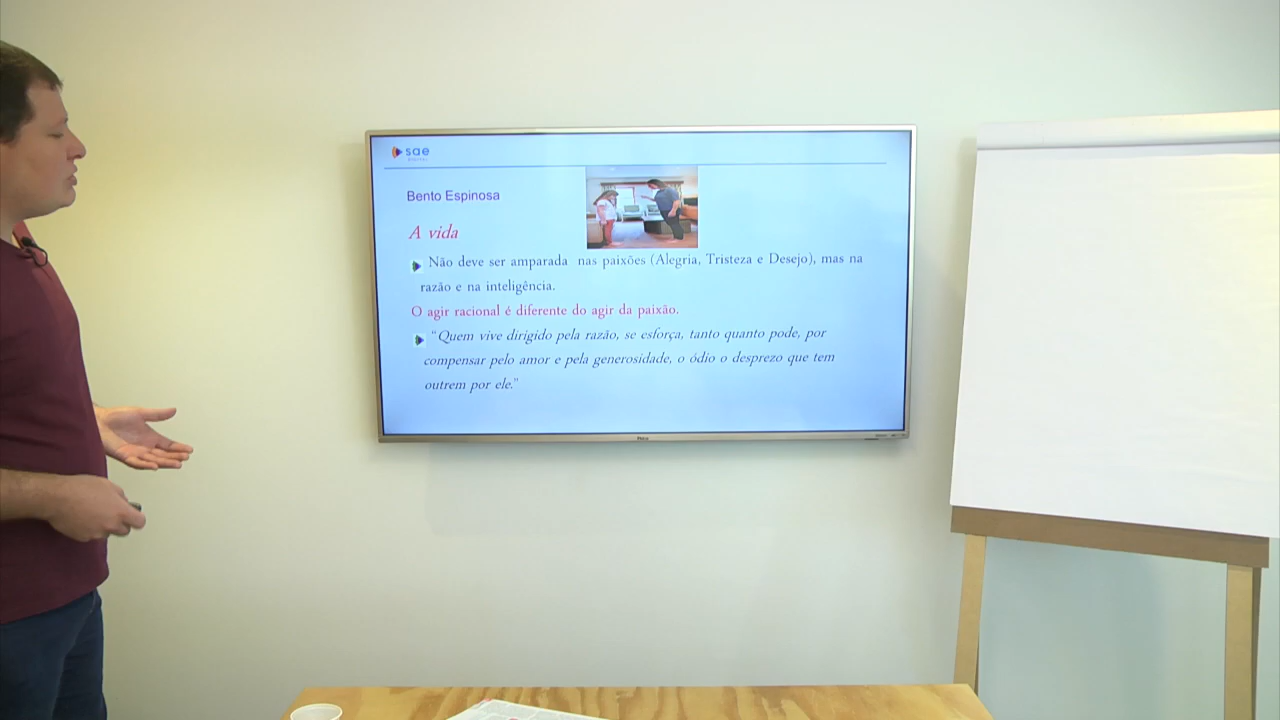 sae
DIGITAL
Bento Espinosa
A vida
Não deve ser amparada nas paixões (Alegria, Tristeza e Desejo), mas na
razão e na inteligência.
O agir racional é diferente do agir da paixão.
"Quem vive dirigido pela razão, se esforça, tanto quanto pode, por
compensar pelo amor e pela generosidade, o ódio o desprezo que tem
outrem por ele."